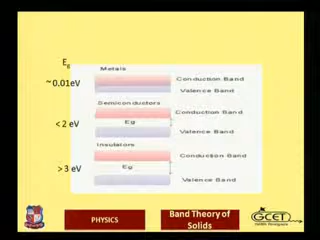 Eg
Metals
~ 0.01eV
Conduction Band
Valence Band
Semiconductors
Conduction Band
< 2 eV
Eg
Valence Band
Insulators
Conduction Band
> 3 eV
Eg
Valence Band
PHYSICS
Band Theory of
Solids
GCET